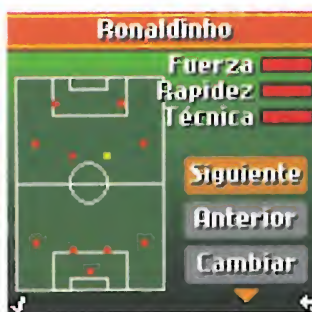 Ronaldinho
Fuerza
Rapidez
Técnica
Siguiente
Anterior
Cambiar